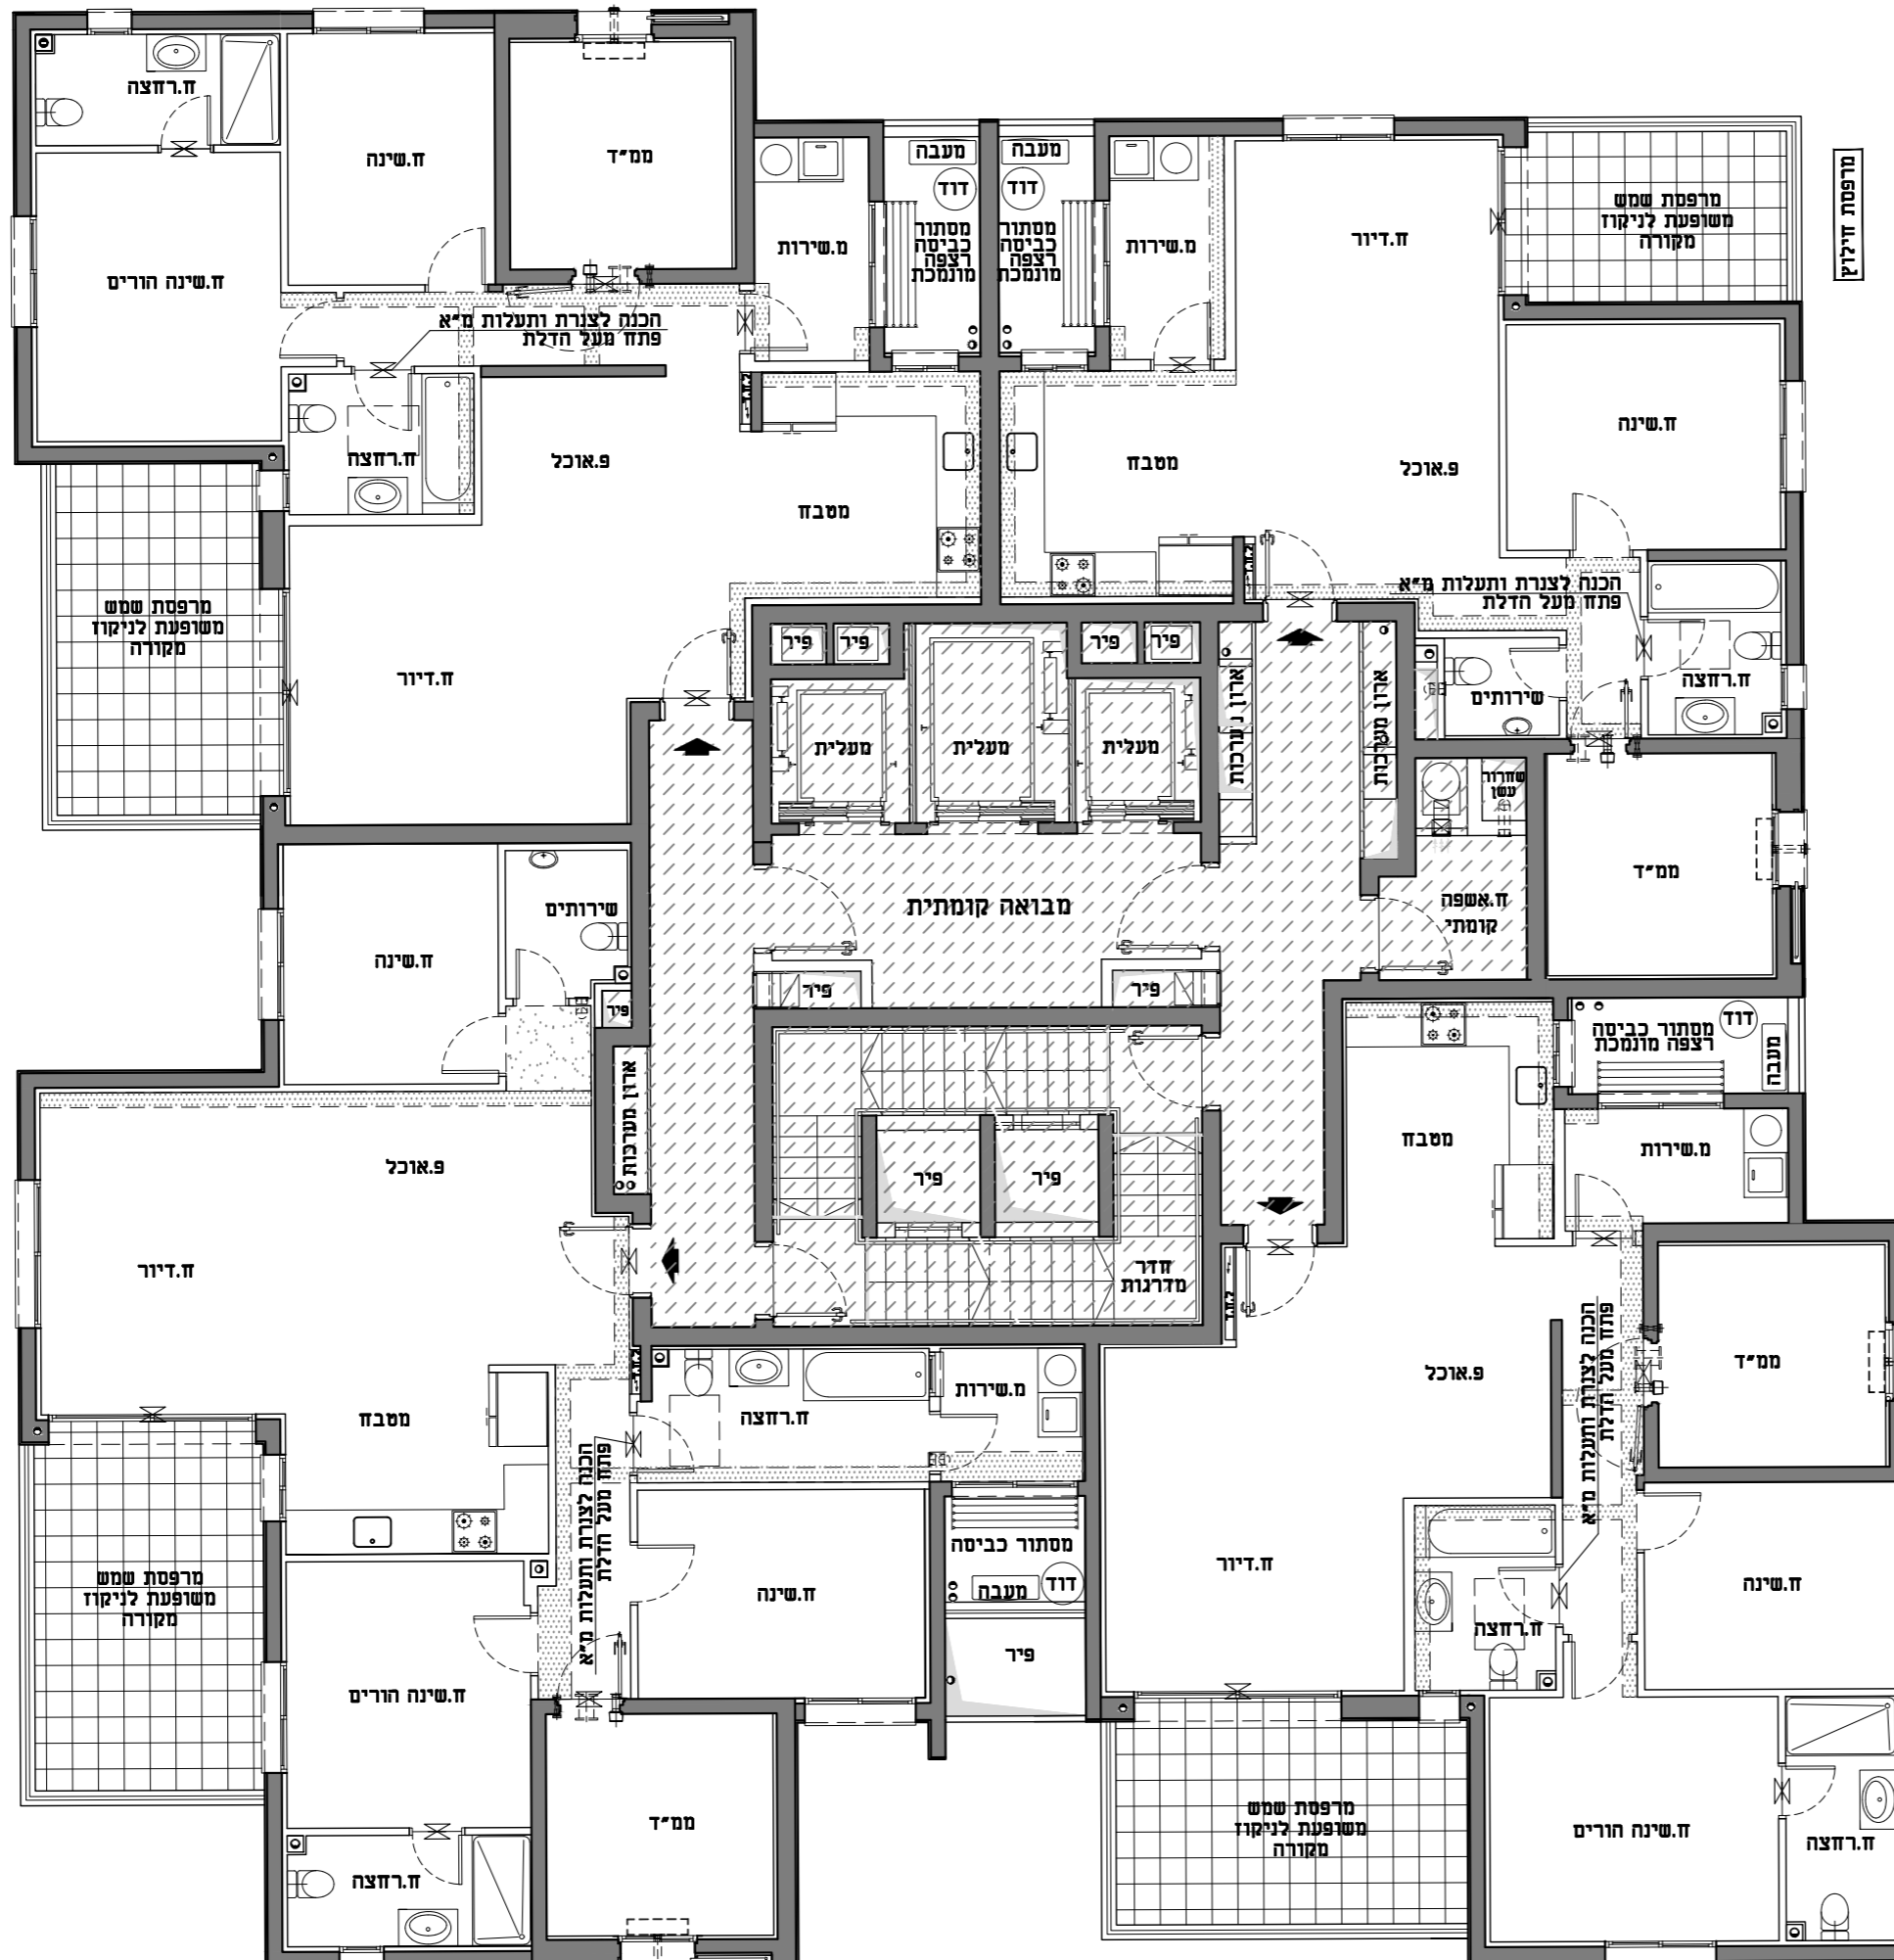 ח.רחצה
ח.שינה
ממ״ד
ח.שינה הורים
הכנה לצנרת ותעלות מ״א
פתח מעל הדלת
מ.שירות
מעבה
דוד
מסתור
כביסה
רצפה
מונמכת
מעבה
דוד
מסתור
כביסה
רצפה
מונמכת
מ.שירות
ח.דיור
מרפסת שמש
משופעת לניקוז
מקורה
מרפסת חילוץ
ח.רחצה
פ.אוכל
מטבח
מטבח
פ.אוכל
ח.שינה
מרפסת שמש
משופעת לניקוז
מקורה
ח.דיור
הכנה לצנרת ותעלות מ״א
פתח מעל הדלת
פיר
פיר
פיר
פיר
מעלית
מעלית
מעלית
ארון מערכות
ארון מערכות
שירותים
ח.רחצה
שחרור
עשן
ממ״ד
ח.אשפה
קומתי
מבואה קומתית
ח.שינה
שירותים
פיר
פיר
פיר
ארון מערכות
מסתור כביסה
רצפה מונמכת
דוד
מעבה
מטבח
מ.שירות
פ.אוכל
ח.דיור
פיר
פיר
חדר
מדרגות
פ.אוכל
ממ״ד
הכנה לצנרת ותעלות מ״א
פתח מעל הדלת
מטבח
ח.רחצה
מ.שירות
הכנה לצנרת ותעלות מ״א
פתח מעל הדלת
מסתור כביסה
דוד
מעבה
פיר
ח.שינה
ח.דיור
ח.רחצה
ח.שינה
מרפסת שמש
משופעת לניקוז
מקורה
ח.שינה הורים
ממ״ד
ח.רחצה
מרפסת שמש
משופעת לניקוז
מקורה
ח.שינה הורים
ח.רחצה